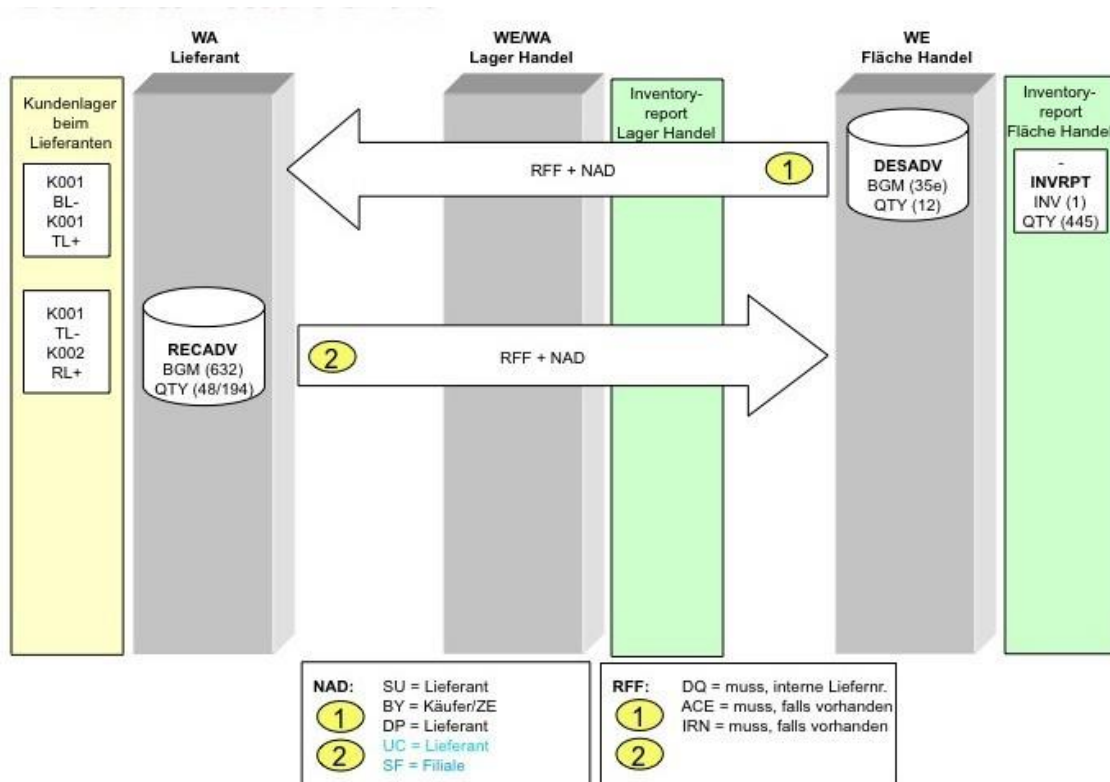 WA
Lieferant
WE/WA
Lager Handel
WE
Fläche Handel
Kundenlager
beim
Lieferanten
K001
BL-
K001
TL+
K001
TL-
K002
RL+
RECADV
BGM (632)
QTY (48/194)
RFF + NAD
1
2
RFF + NAD
Inventory-
report
Lager Handel
DESADV
BGM (35e)
QTY (12)
Inventory-
report
Fläche Handel
-
INVRPT
INV (1)
QTY (445)
NAD:
1
2
SU = Lieferant
BY = Käufer/ZE
DP = Lieferant
UC = Lieferant
SF = Filiale
RFF:
1
2
DQ = muss, interne Liefernr.
ACE = muss, falls vorhanden
IRN = muss, falls vorhanden